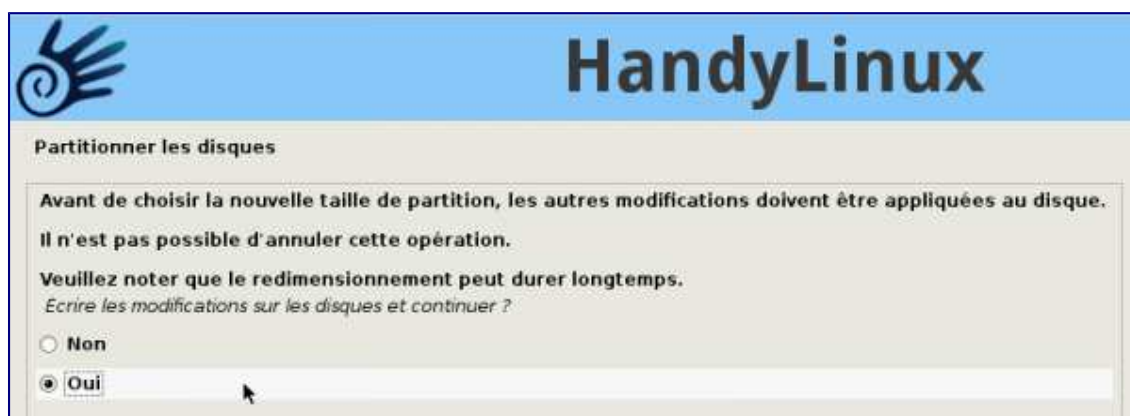 HandyLinux
Partitionner les disques
Avant de choisir la nouvelle taille de partition, les autres modifications doivent être appliquées au disque.
Il n'est pas possible d'annuler cette opération.
Veuillez noter que le redimensionnement peut durer longtemps.
Ecrire les modifications sur les disques et continuer ?
Non
Oui